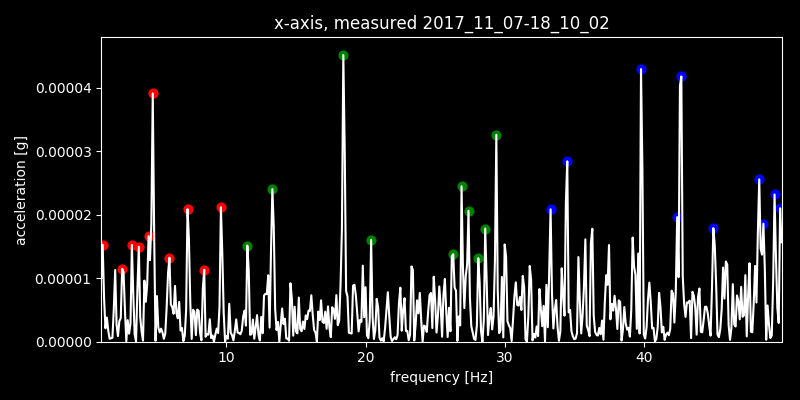 x-axis, measured 2017_11_07-18_10_02
0.00004
0.00003
0.00002
0.00001
0.00000
acceleration [g]
10 20 30 40
frequency [Hz]